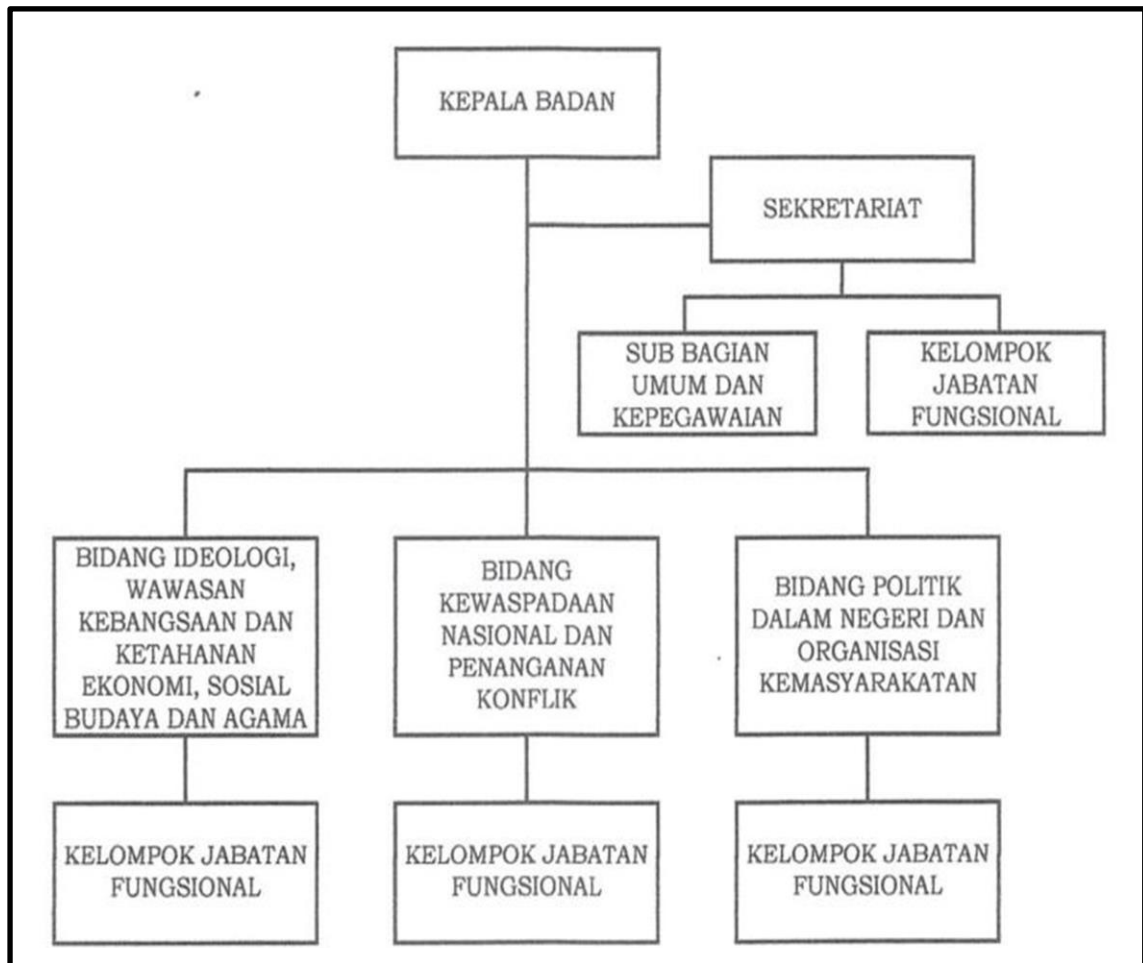 KEPALA BADAN
SEKRETARIAT
SUB BAGIAN
UMUM DAN
KEPEGAWAIAN
KELOMPOK
JABATAN
FUNGSIONAL
BIDANG IDEOLOGI,
WAWASAN
KEBANGSAAN DAN
KETAHANAN
EKONOMI, SOSIAL
BUDAYA DAN AGAMA
BIDANG
KEWASPADAAN
NASIONAL DAN
PENANGANAN
KONFLIK
BIDANG POLITIK
DALAM NEGERI DAN
ORGANISASI
KEMASYARAKATAN
KELOMPOK JABATAN
FUNGSIONAL
KELOMPOK JABATAN
FUNGSIONAL
KELOMPOK JABATAN
FUNGSIONAL